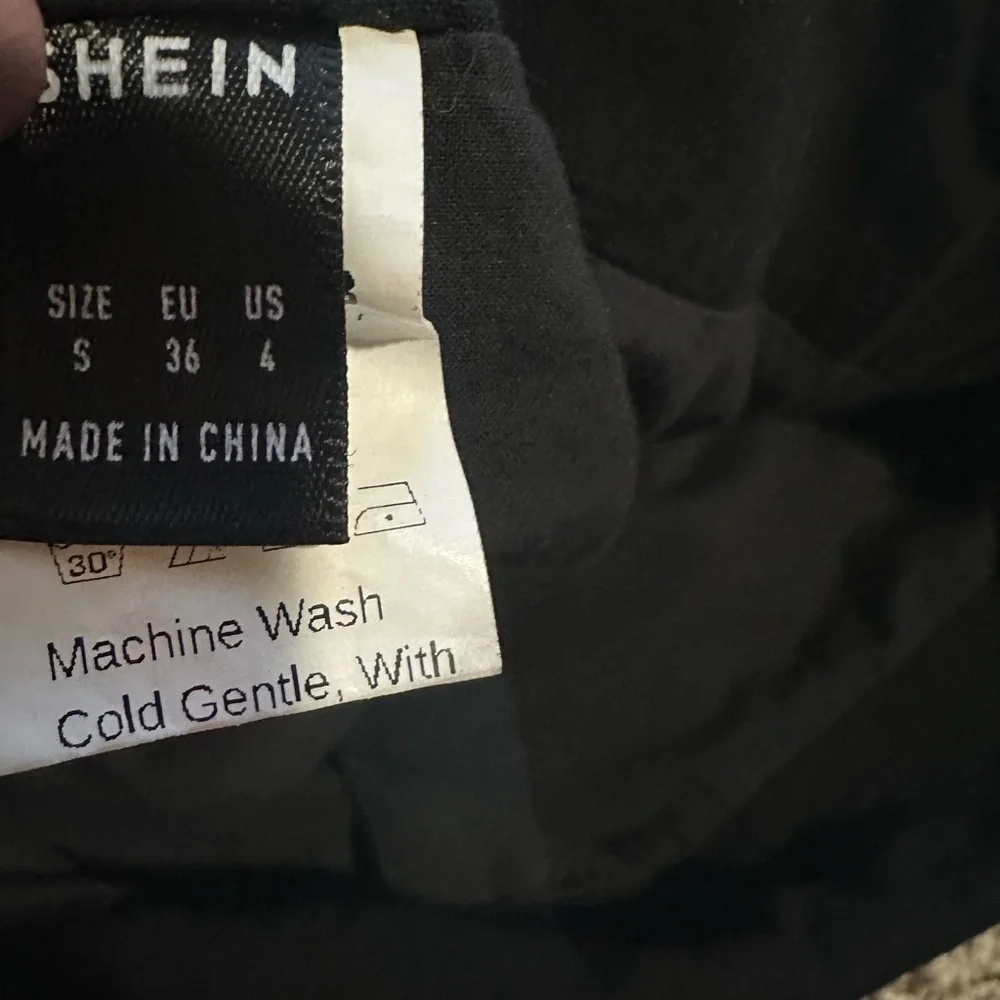 SHEIN
SIZE EU US
S 36 4
MADE IN CHINA
30°
Machine Wash
Cold Gentle, With